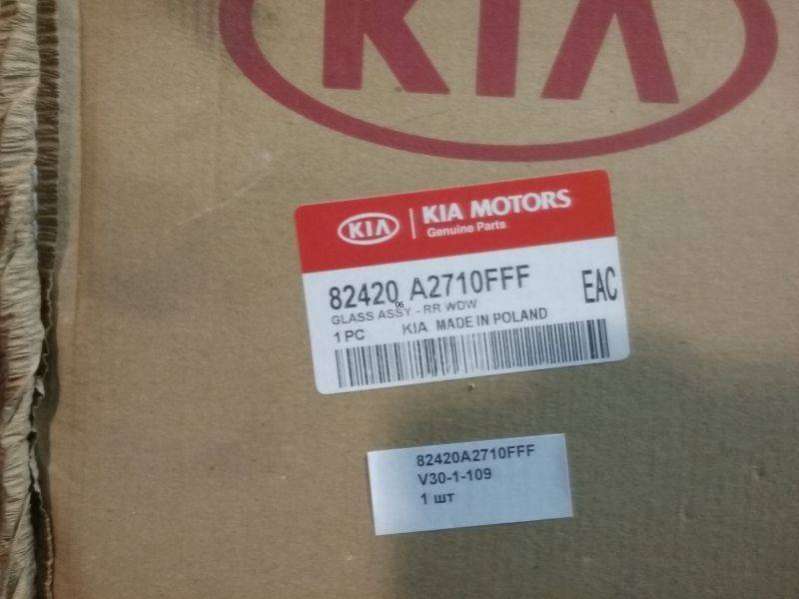 KIA
KIA KIA MOTORS
Genuine Parts
82420 A2710FFF
EAC
GLASS ASSY - RR WDW
1 PC KIA MADE IN POLAND
82420A2710FFF
V30-1-109
1 шт